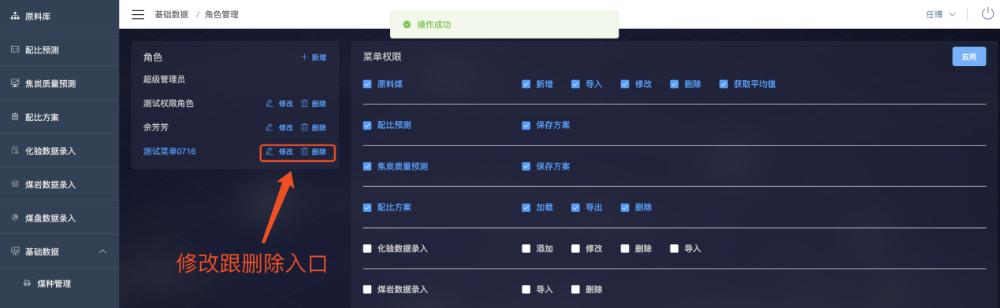 原料库
配比预测
焦炭质量预测
配比方案
化验数据录入
煤岩数据录入
煤盘数据录入
基础数据
煤种管理
基础数据 / 角色管理
操作成功
任博
角色 新增
超级管理员
测试权限角色 修改 删除
余芳芳 修改 删除
测试菜单0716 修改 删除
修改跟删除入口
菜单权限 应用
原料煤 新增 导入 修改 删除 获取平均值
配比预测 保存方案
焦炭质量预测 保存方案
配比方案 加载 导出 删除
化验数据录入 添加 修改 删除 导入
煤岩数据录入 导入 删除